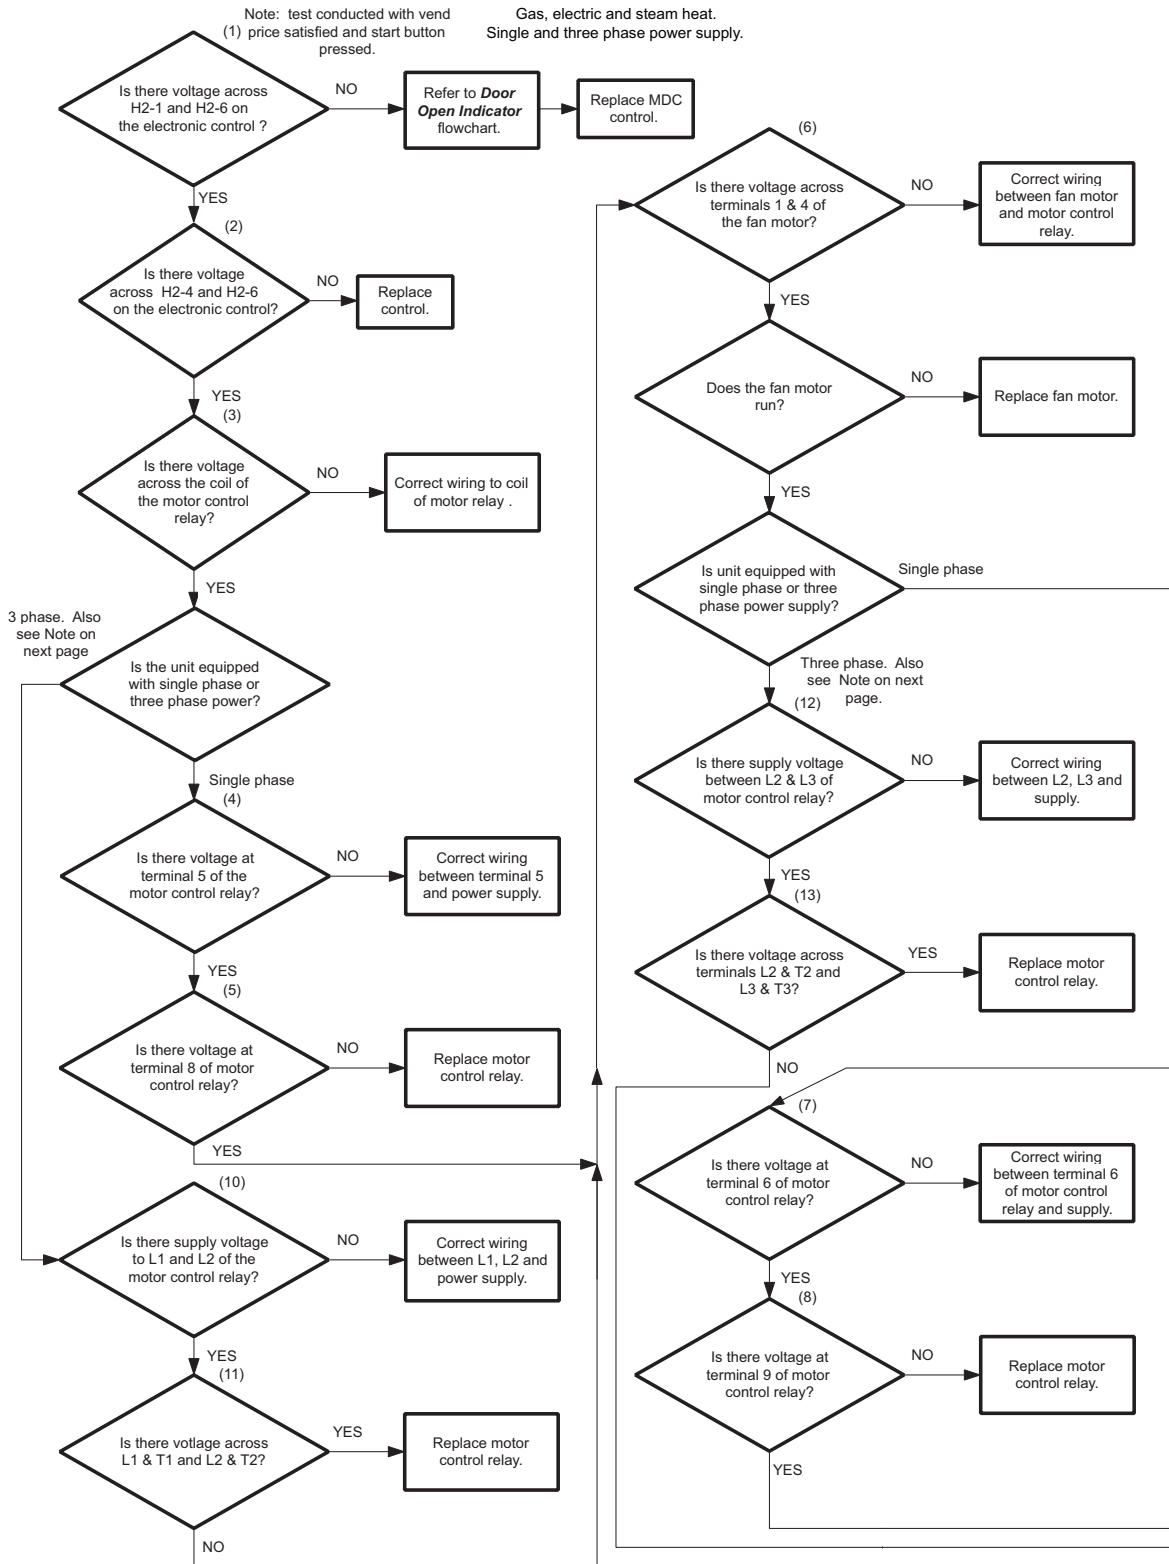 Note: test conducted with vend
price satisfied and start button
pressed.
Gas, electric and steam heat.
Single and three phase power supply.
(1)
Is there voltage across
H2-1 and H2-6 on
the electronic control ?
NO
Refer to Door
Open Indicator
flowchart.
Replace MDC
control.
YES
(2)
Is there voltage
across H2-4 and H2-6
on the electronic control?
NO
Replace
control.
YES
(3)
Is there voltage
across the coil of
the motor control
relay?
NO
Correct wiring to coil
of motor relay .
YES
3 phase. Also
see Note on
next page
Is the unit equipped
with single phase or
three phase power?
Single phase
(4)
Is there voltage at
terminal 5 of the
motor control relay?
NO
Correct wiring
between terminal 5
and power supply.
YES
(5)
Is there voltage at
terminal 8 of motor
control relay?
NO
Replace motor
control relay.
YES
(10)
Is there supply voltage
to L1 and L2 of the
motor control relay?
NO
Correct wiring
between L1, L2 and
power supply.
YES
(11)
Is there votlage across
L1 & T1 and L2 & T2?
YES
Replace motor
control relay.
NO
(6)
Is there voltage across
terminals 1 & 4 of
the fan motor?
NO
Correct wiring
between fan motor
and motor control
relay.
YES
Does the fan motor
run?
NO
Replace fan motor.
YES
Is unit equipped with
single phase or three
phase power supply?
Single phase
Three phase. Also
see Note on next
page.
(12)
Is there supply voltage
between L2 & L3 of
motor control relay?
NO
Correct wiring
between L2, L3 and
supply.
YES
(13)
Is there voltage across
terminals L2 & T2 and
L3 & T3?
YES
Replace motor
control relay.
NO
(7)
Is there voltage at
terminal 6 of motor
control relay?
NO
Correct wiring
between terminal 6
of motor control
relay and supply.
YES
(8)
Is there voltage at
terminal 9 of motor
control relay?
NO
Replace motor
control relay.
YES